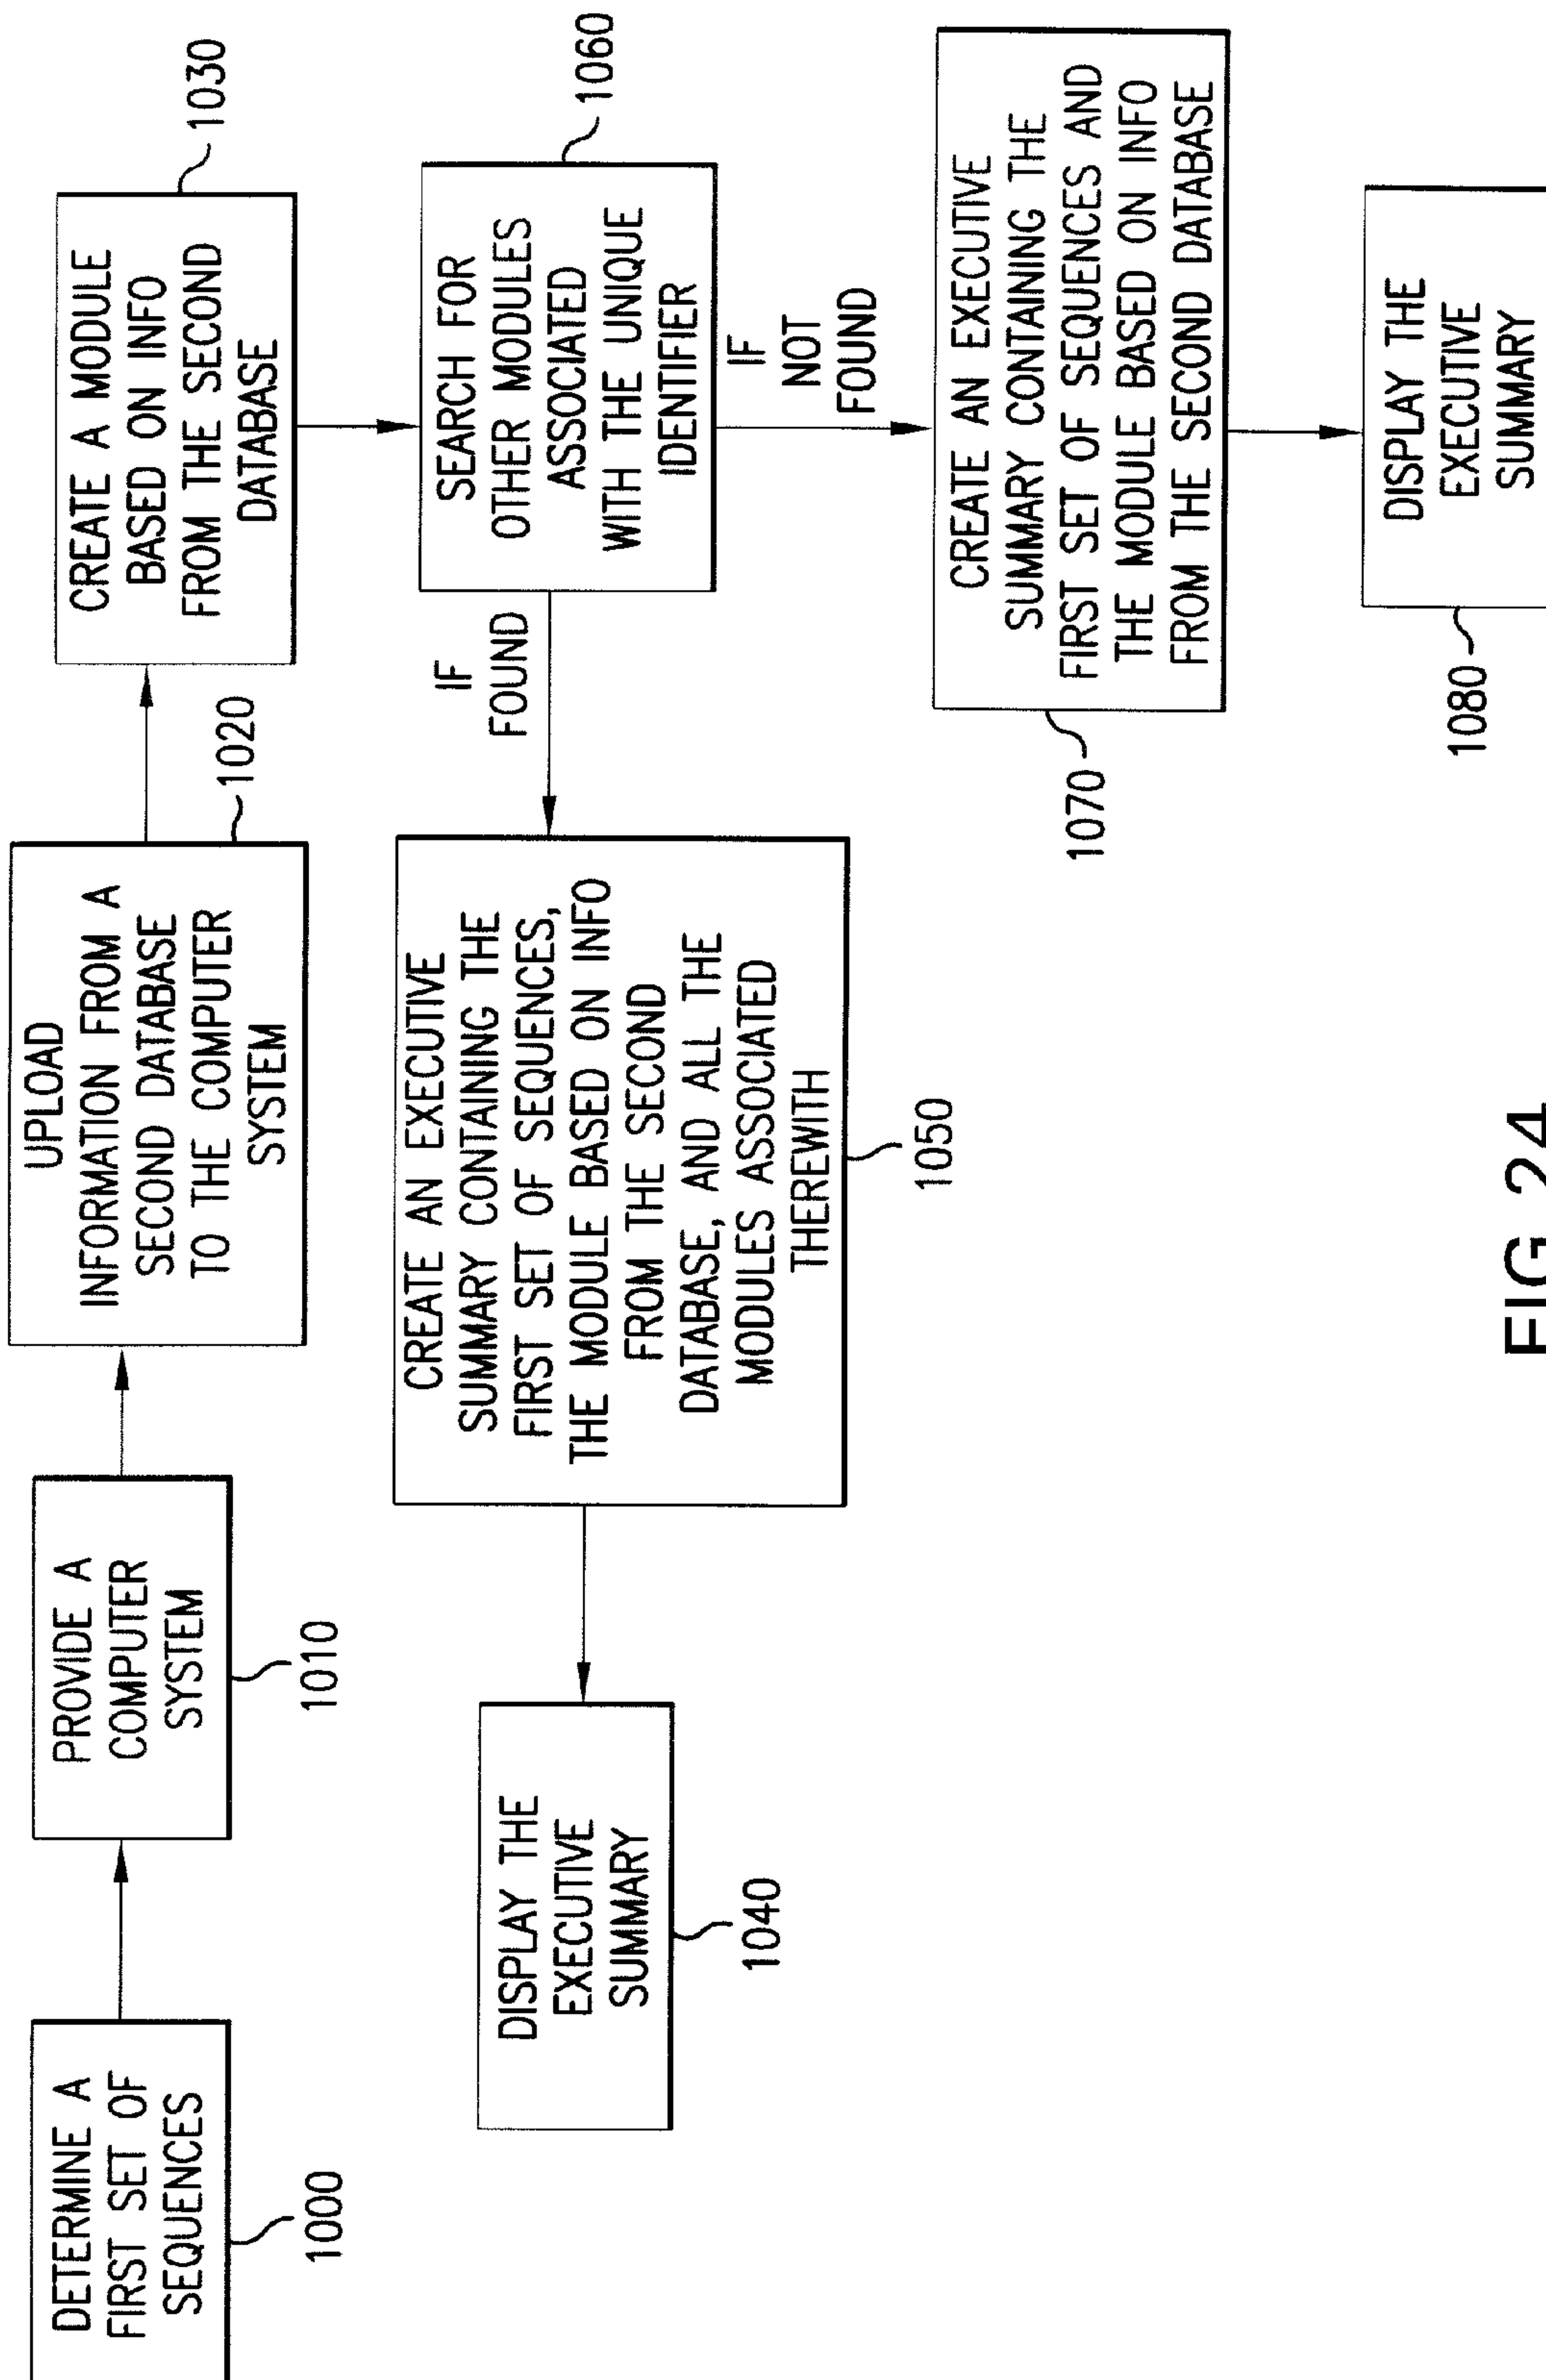 DETERMINE A
FIRST SET OF
SEQUENCES
1000
PROVIDE A
COMPUTER
SYSTEM
1010
UPLOAD
INFORMATION FROM A
SECOND DATABASE
TO THE COMPUTER
SYSTEM
1020
CREATE A MODULE
BASED ON INFO
FROM THE SECOND
DATABASE
1030
SEARCH FOR
OTHER MODULES
ASSOCIATED
WITH THE UNIQUE
IDENTIFIER
1060
IF
FOUND
CREATE AN EXECUTIVE
SUMMARY CONTAINING THE
FIRST SET OF SEQUENCES,
THE MODULE BASED ON INFO
FROM THE SECOND
DATABASE, AND ALL THE
MODULES ASSOCIATED
THEREWITH
1050
DISPLAY THE
EXECUTIVE
SUMMARY
1040
IF
NOT
FOUND
CREATE AN EXECUTIVE
SUMMARY CONTAINING THE
FIRST SET OF SEQUENCES AND
THE MODULE BASED ON INFO
FROM THE SECOND DATABASE
1070
DISPLAY THE
EXECUTIVE
SUMMARY
1080
FIG.24